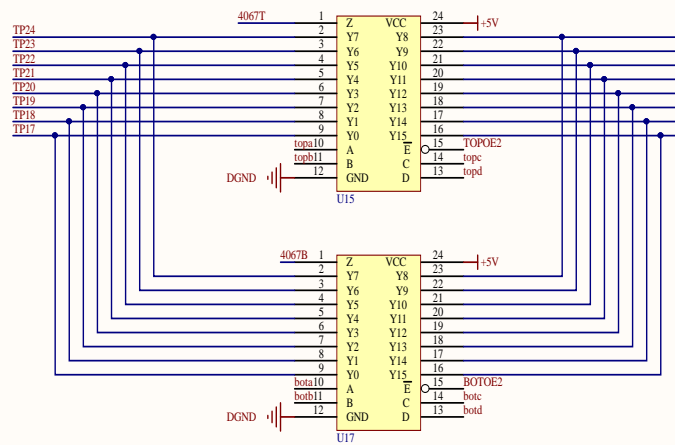 4067T 1 Z VCC 24 +5V
TP24 2 Y7 Y8 23
TP23 3 Y6 Y9 22
TP22 4 Y5 Y10 21
TP21 5 Y4 Y11 20
TP20 6 Y3 Y12 19
TP19 7 Y2 Y13 18
TP18 8 Y1 Y14 17
TP17 9 Y0 Y15 16
topa 10 A E 15 TOPOE2
topb 11 B C 14 topc
DGND 12 GND D 13 topd
U15
4067B 1 Z VCC 24 +5V
2 Y7 Y8 23
3 Y6 Y9 22
4 Y5 Y10 21
5 Y4 Y11 20
6 Y3 Y12 19
7 Y2 Y13 18
8 Y1 Y14 17
9 Y0 Y15 16
bota 10 A E 15 BOTOE2
botb 11 B C 14 botc
DGND 12 GND D 13 botd
U17